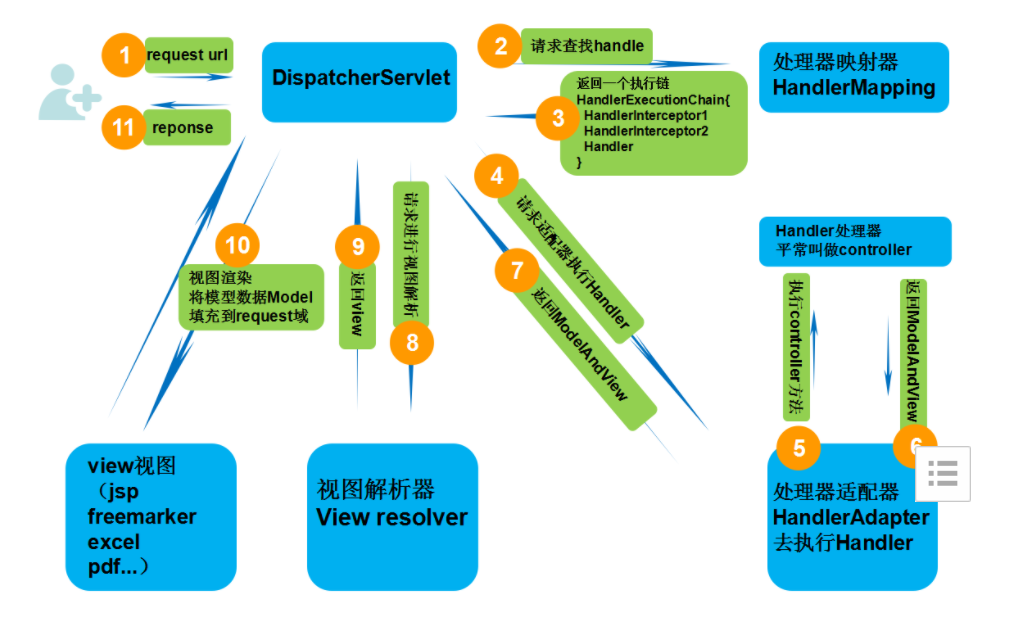 1
request url
DispatcherServlet
2
请求查找handle
处理器映射器
HandlerMapping
3
返回一个执行链
HandlerExecutionChain{
HandlerInterceptor1
HandlerInterceptor2
Handler
}
11
reponse
4
请求适配器执行Handler
7
返回ModelAndView
Handler处理器
平常叫做controller
执行controller方法
返回ModelAndView
5
6
处理器适配器
HandlerAdapter
去执行Handler
10
视图渲染
将模型数据Model
填充到request域
9
返回view
请求进行视图解析
8
view视图
（jsp
freemarker
excel
pdf...）
视图解析器
View resolver